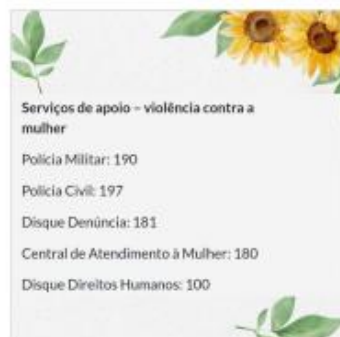 Serviços de apoio – violência contra a
mulher
Polícia Militar: 190
Polícia Civil: 197
Disque Denúncia: 181
Central de Atendimento à Mulher: 180
Disque Direitos Humanos: 100